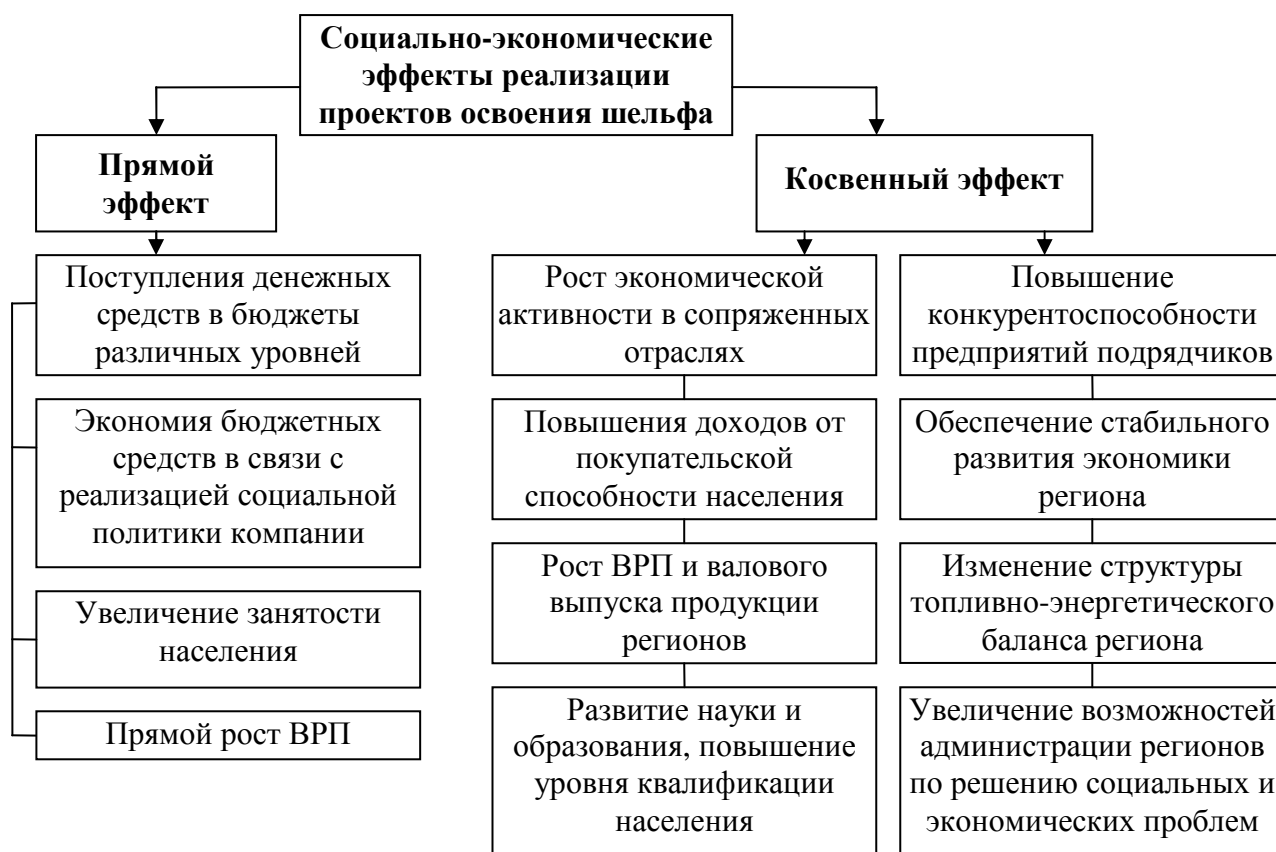 Социально-экономические
эффекты реализации
проектов освоения шельфа
Прямой
эффект
Косвенный эффект
Поступления денежных
средств в бюджеты
различных уровней
Экономия бюджетных
средств в связи с
реализацией социальной
политики компании
Увеличение занятости
населения
Прямой рост ВРП
Рост экономической
активности в сопряженных
отраслях
Повышения доходов от
покупательской
способности населения
Рост ВРП и валового
выпуска продукции
регионов
Развитие науки и
образования, повышение
уровня квалификации
населения
Повышение
конкурентоспособности
предприятий подрядчиков
Обеспечение стабильного
развития экономики
региона
Изменение структуры
топливно-энергетического
баланса региона
Увеличение возможностей
администрации регионов
по решению социальных и
экономических проблем